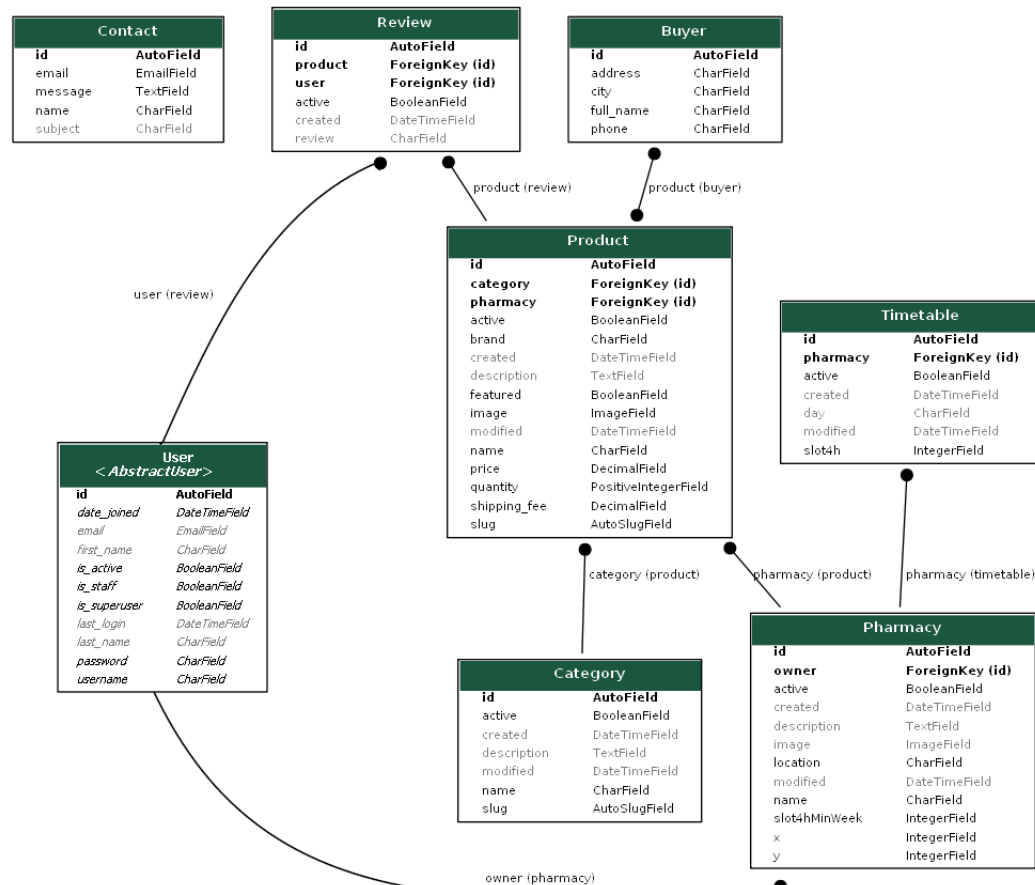 Contact
id AutoField
email EmailField
message TextField
name CharField
subject CharField
Review
id AutoField
product ForeignKey (id)
user ForeignKey (id)
active BooleanField
created DateTimeField
review CharField
Buyer
id AutoField
address CharField
city CharField
full_name CharField
phone CharField
product (review)
product (buyer)
user (review)
Product
id AutoField
category ForeignKey (id)
pharmacy ForeignKey (id)
active BooleanField
brand CharField
created DateTimeField
description TextField
featured BooleanField
image ImageField
modified DateTimeField
name CharField
price DecimalField
quantity PositiveIntegerField
shipping_fee DecimalField
slug AutoSlugField
Timetable
id AutoField
pharmacy ForeignKey (id)
active BooleanField
created DateTimeField
day CharField
modified DateTimeField
slot4h IntegerField
User
<AbstractUser>
id AutoField
date_joined DateTimeField
email EmailField
first_name CharField
is_active BooleanField
is_staff BooleanField
is_superuser BooleanField
last_login DateTimeField
last_name CharField
password CharField
username CharField
category (product)
pharmacy (product)
pharmacy (timetable)
Category
id AutoField
active BooleanField
created DateTimeField
description TextField
modified DateTimeField
name CharField
slug AutoSlugField
Pharmacy
id AutoField
owner ForeignKey (id)
active BooleanField
created DateTimeField
description TextField
image ImageField
location CharField
modified DateTimeField
name CharField
slot4hMinWeek IntegerField
x IntegerField
y IntegerField
owner (pharmacy)